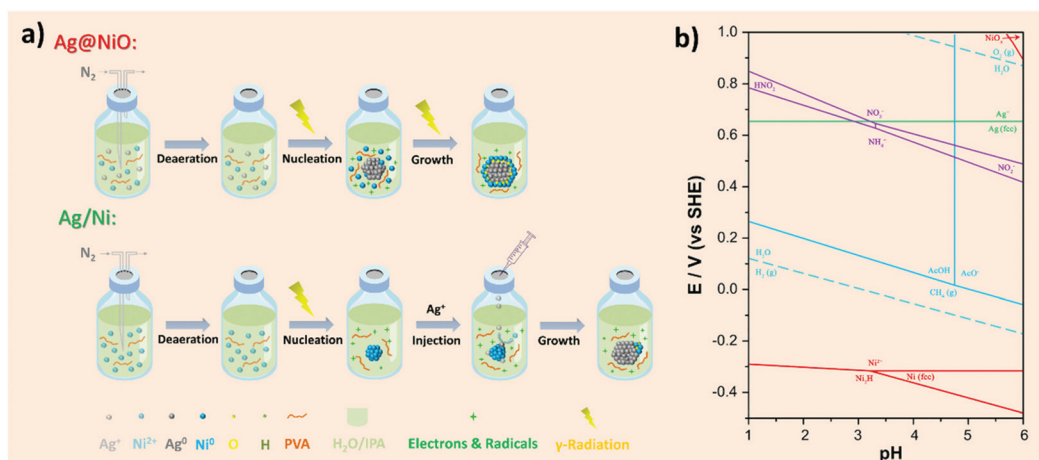 a)
Ag@NiO:
N₂
Deaeration
Nucleation
Growth
Ag/Ni:
N₂
Deaeration
Nucleation
Ag⁺
Injection
Growth
Ag⁺
Ni²⁺
Ag⁰
Ni⁰
O
H
PVA
H₂O/IPA
Electrons & Radicals
γ-Radiation
b)
E / V (vs SHE)
1.0
0.8
0.6
0.4
0.2
0.0
-0.2
-0.4
NiOₓ
O₂ (g)
H₂O
HNO₂
NO₃⁻
Ag⁺
Ag (fcc)
NH₄⁺
NO₂⁻
H₂O
H₂ (g)
AcOH
AcO⁻
CH₄ (g)
Ni²⁺
Ni₂H
Ni (fcc)
1
2
3
4
5
6
pH